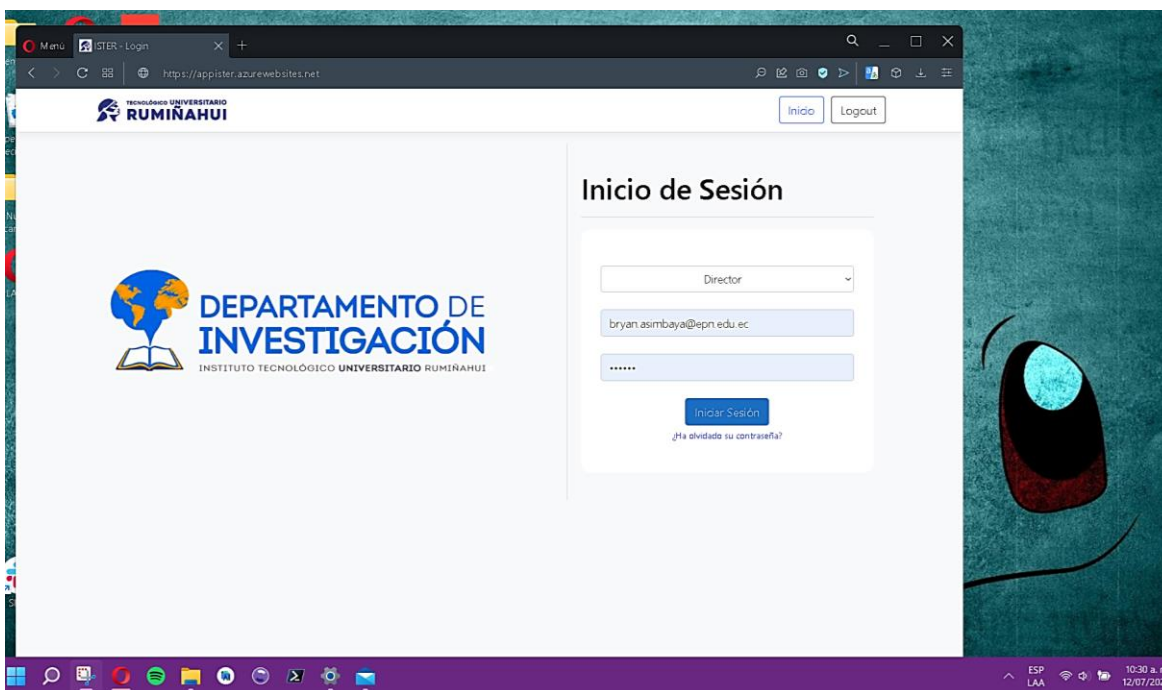 Menú
ISTER - Login
https://appister.azurewebsites.net
TECNOLÓGICO UNIVERSITARIO
RUMIÑAHUI
Inicio
Logout
DEPARTAMENTO DE
INVESTIGACIÓN
INSTITUTO TECNOLÓGICO UNIVERSITARIO RUMIÑAHUI
Inicio de Sesión
Director
bryan.asimbaya@epn.edu.ec
••••••
Iniciar Sesión
¿Ha olvidado su contraseña?
ESP
LAA
10:30 a.
12/07/20